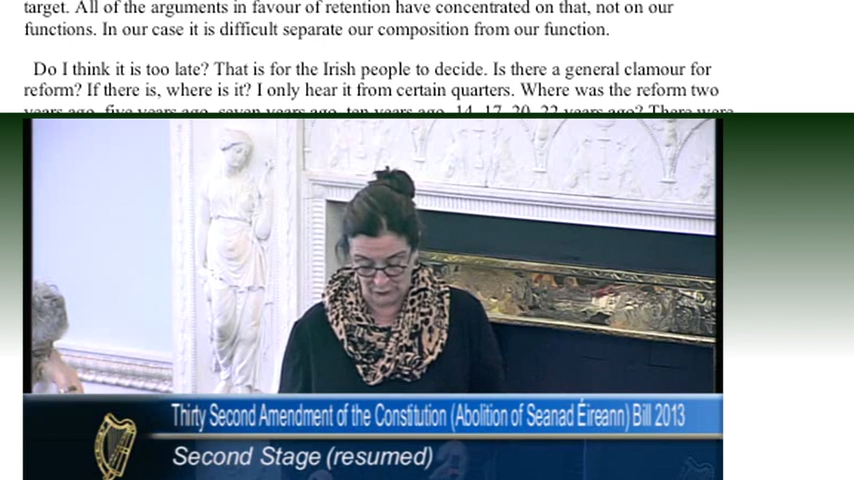 target. All of the arguments in favour of retention have concentrated on that, not on our
functions. In our case it is difficult separate our composition from our function.
Do I think it is too late? That is for the Irish people to decide. Is there a general clamour for
reform? If there is, where is it? I only hear it from certain quarters. Where was the reform two
years ago, five years ago, seven years ago, ten years ago, 14, 17, 20, 22 years ago? There were
Thirty Second Amendment of the Constitution (Abolition of Seanad Éireann) Bill 2013
Second Stage (resumed)